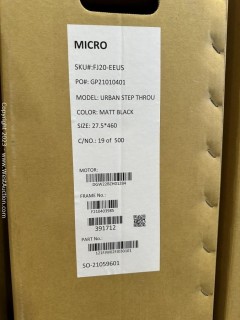 MICRO
SKU#:FJ20-EEUS
PO#: GP21010401
MODEL: URBAN STEP THROU
COLOR: MATT BLACK
SIZE: 27.5*460
C/NO.: 19 of 500
MOTOR:
FRAME No.
391712
PART No.
SO-21059601